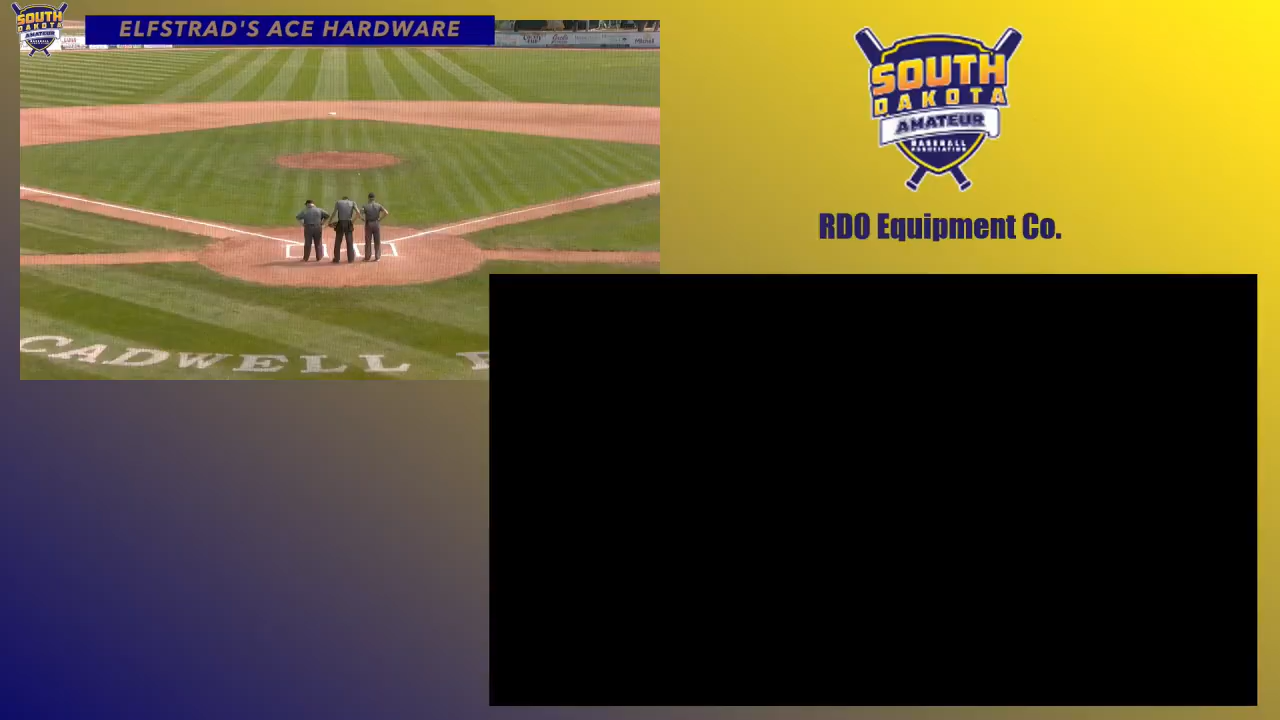 SOUTH
DAKOTA
AMATEUR
ELFSTRAD'S ACE HARDWARE
SOUTH
DAKOTA
AMATEUR
BASEBALL
ASSOCIATION
RDO Equipment Co.
CADWELL